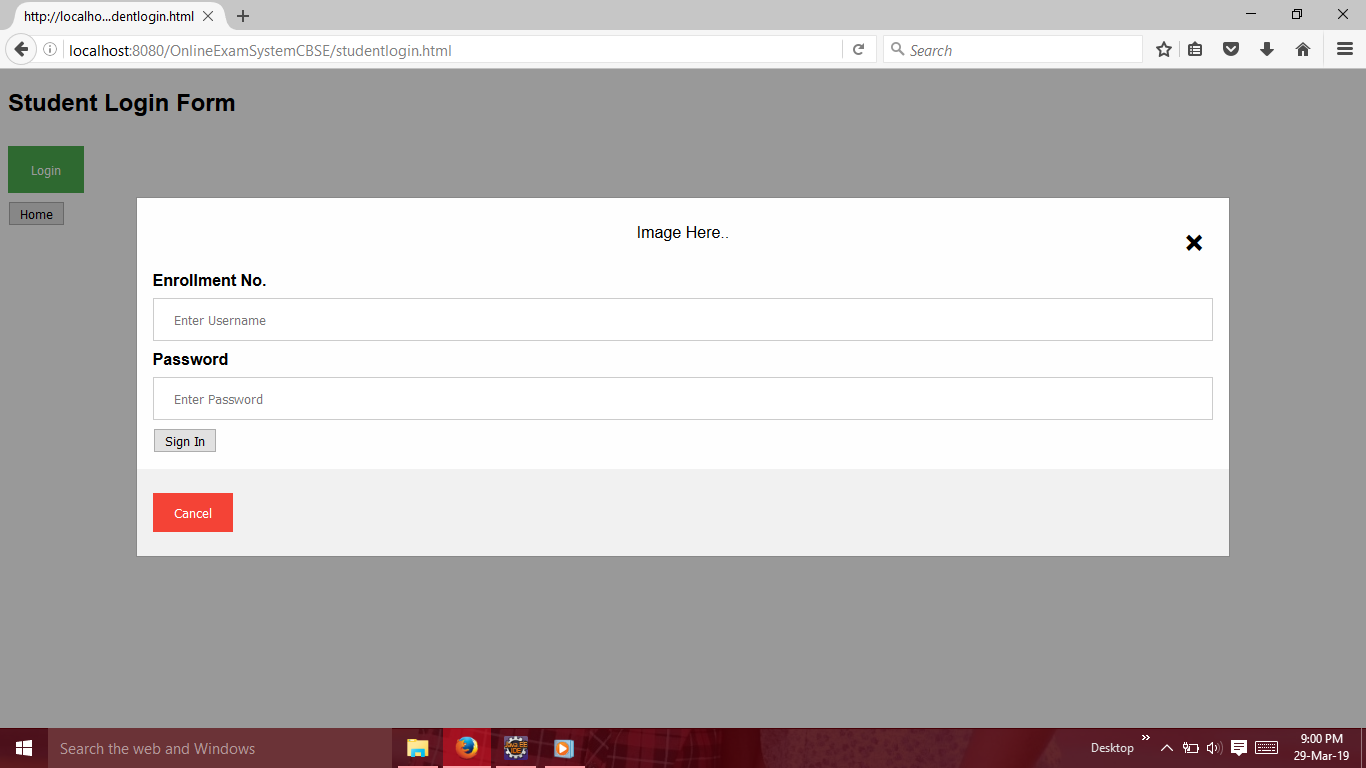 http://localho...dentlogin.html
localhost:8080/OnlineExamSystemCBSE/studentlogin.html
Search
Student Login Form
Login
Home
Image Here..
Enrollment No.
Enter Username
Password
Enter Password
Sign In
Cancel
Search the web and Windows
Desktop
9:00 PM
29-Mar-19